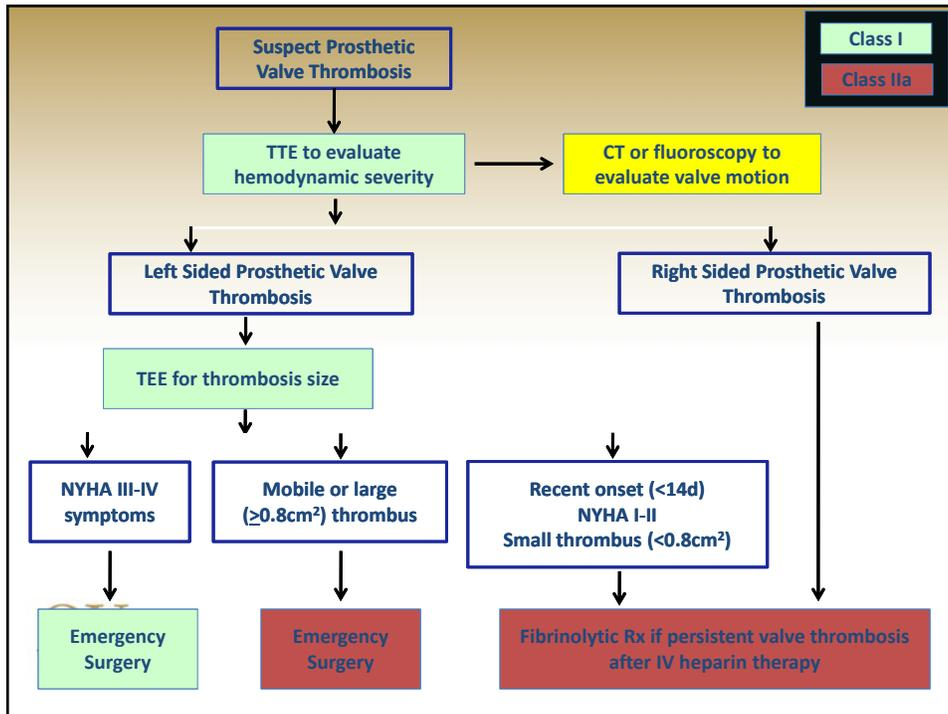 Suspect Prosthetic
Valve Thrombosis
Class I
Class IIa
TTE to evaluate
hemodynamic severity
CT or fluoroscopy to
evaluate valve motion
Left Sided Prosthetic Valve
Thrombosis
Right Sided Prosthetic Valve
Thrombosis
TEE for thrombosis size
NYHA III-IV
symptoms
Mobile or large
(≥0.8cm²) thrombus
Recent onset (<14d)
NYHA I-II
Small thrombus (<0.8cm²)
Emergency
Surgery
Emergency
Surgery
Fibrinolytic Rx if persistent valve thrombosis
after IV heparin therapy